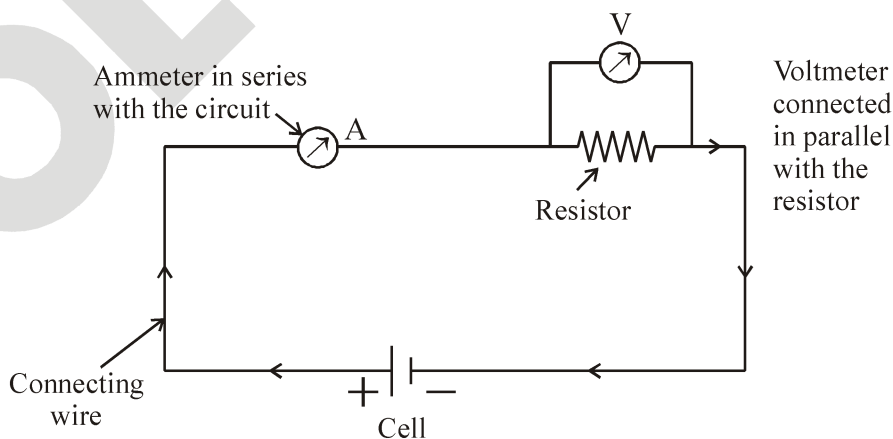 V
Ammeter in series
with the circuit
A
Voltmeter
connected
in parallel
with the
resistor
Resistor
Connecting
wire
+ −
Cell